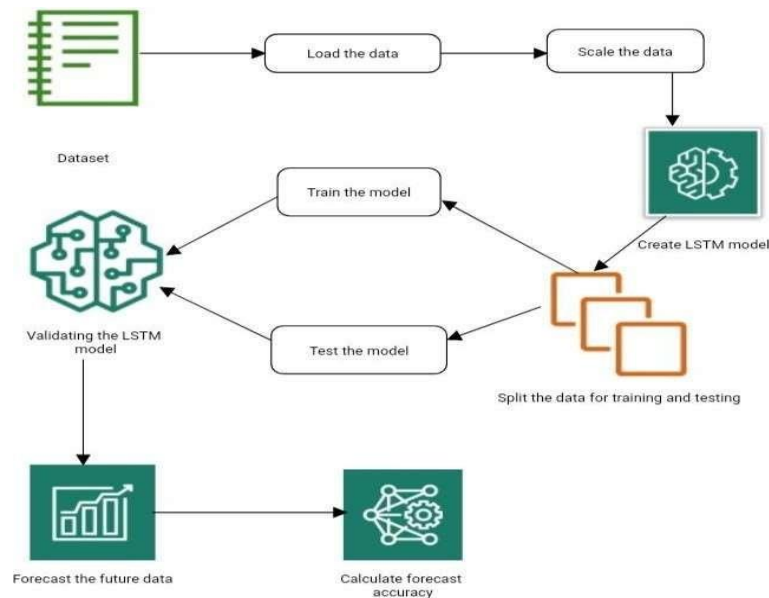 Load the data
Scale the data
Dataset
Create LSTM model
Train the model
Validating the LSTM
model
Test the model
Split the data for training and testing
Forecast the future data
Calculate forecast
accuracy